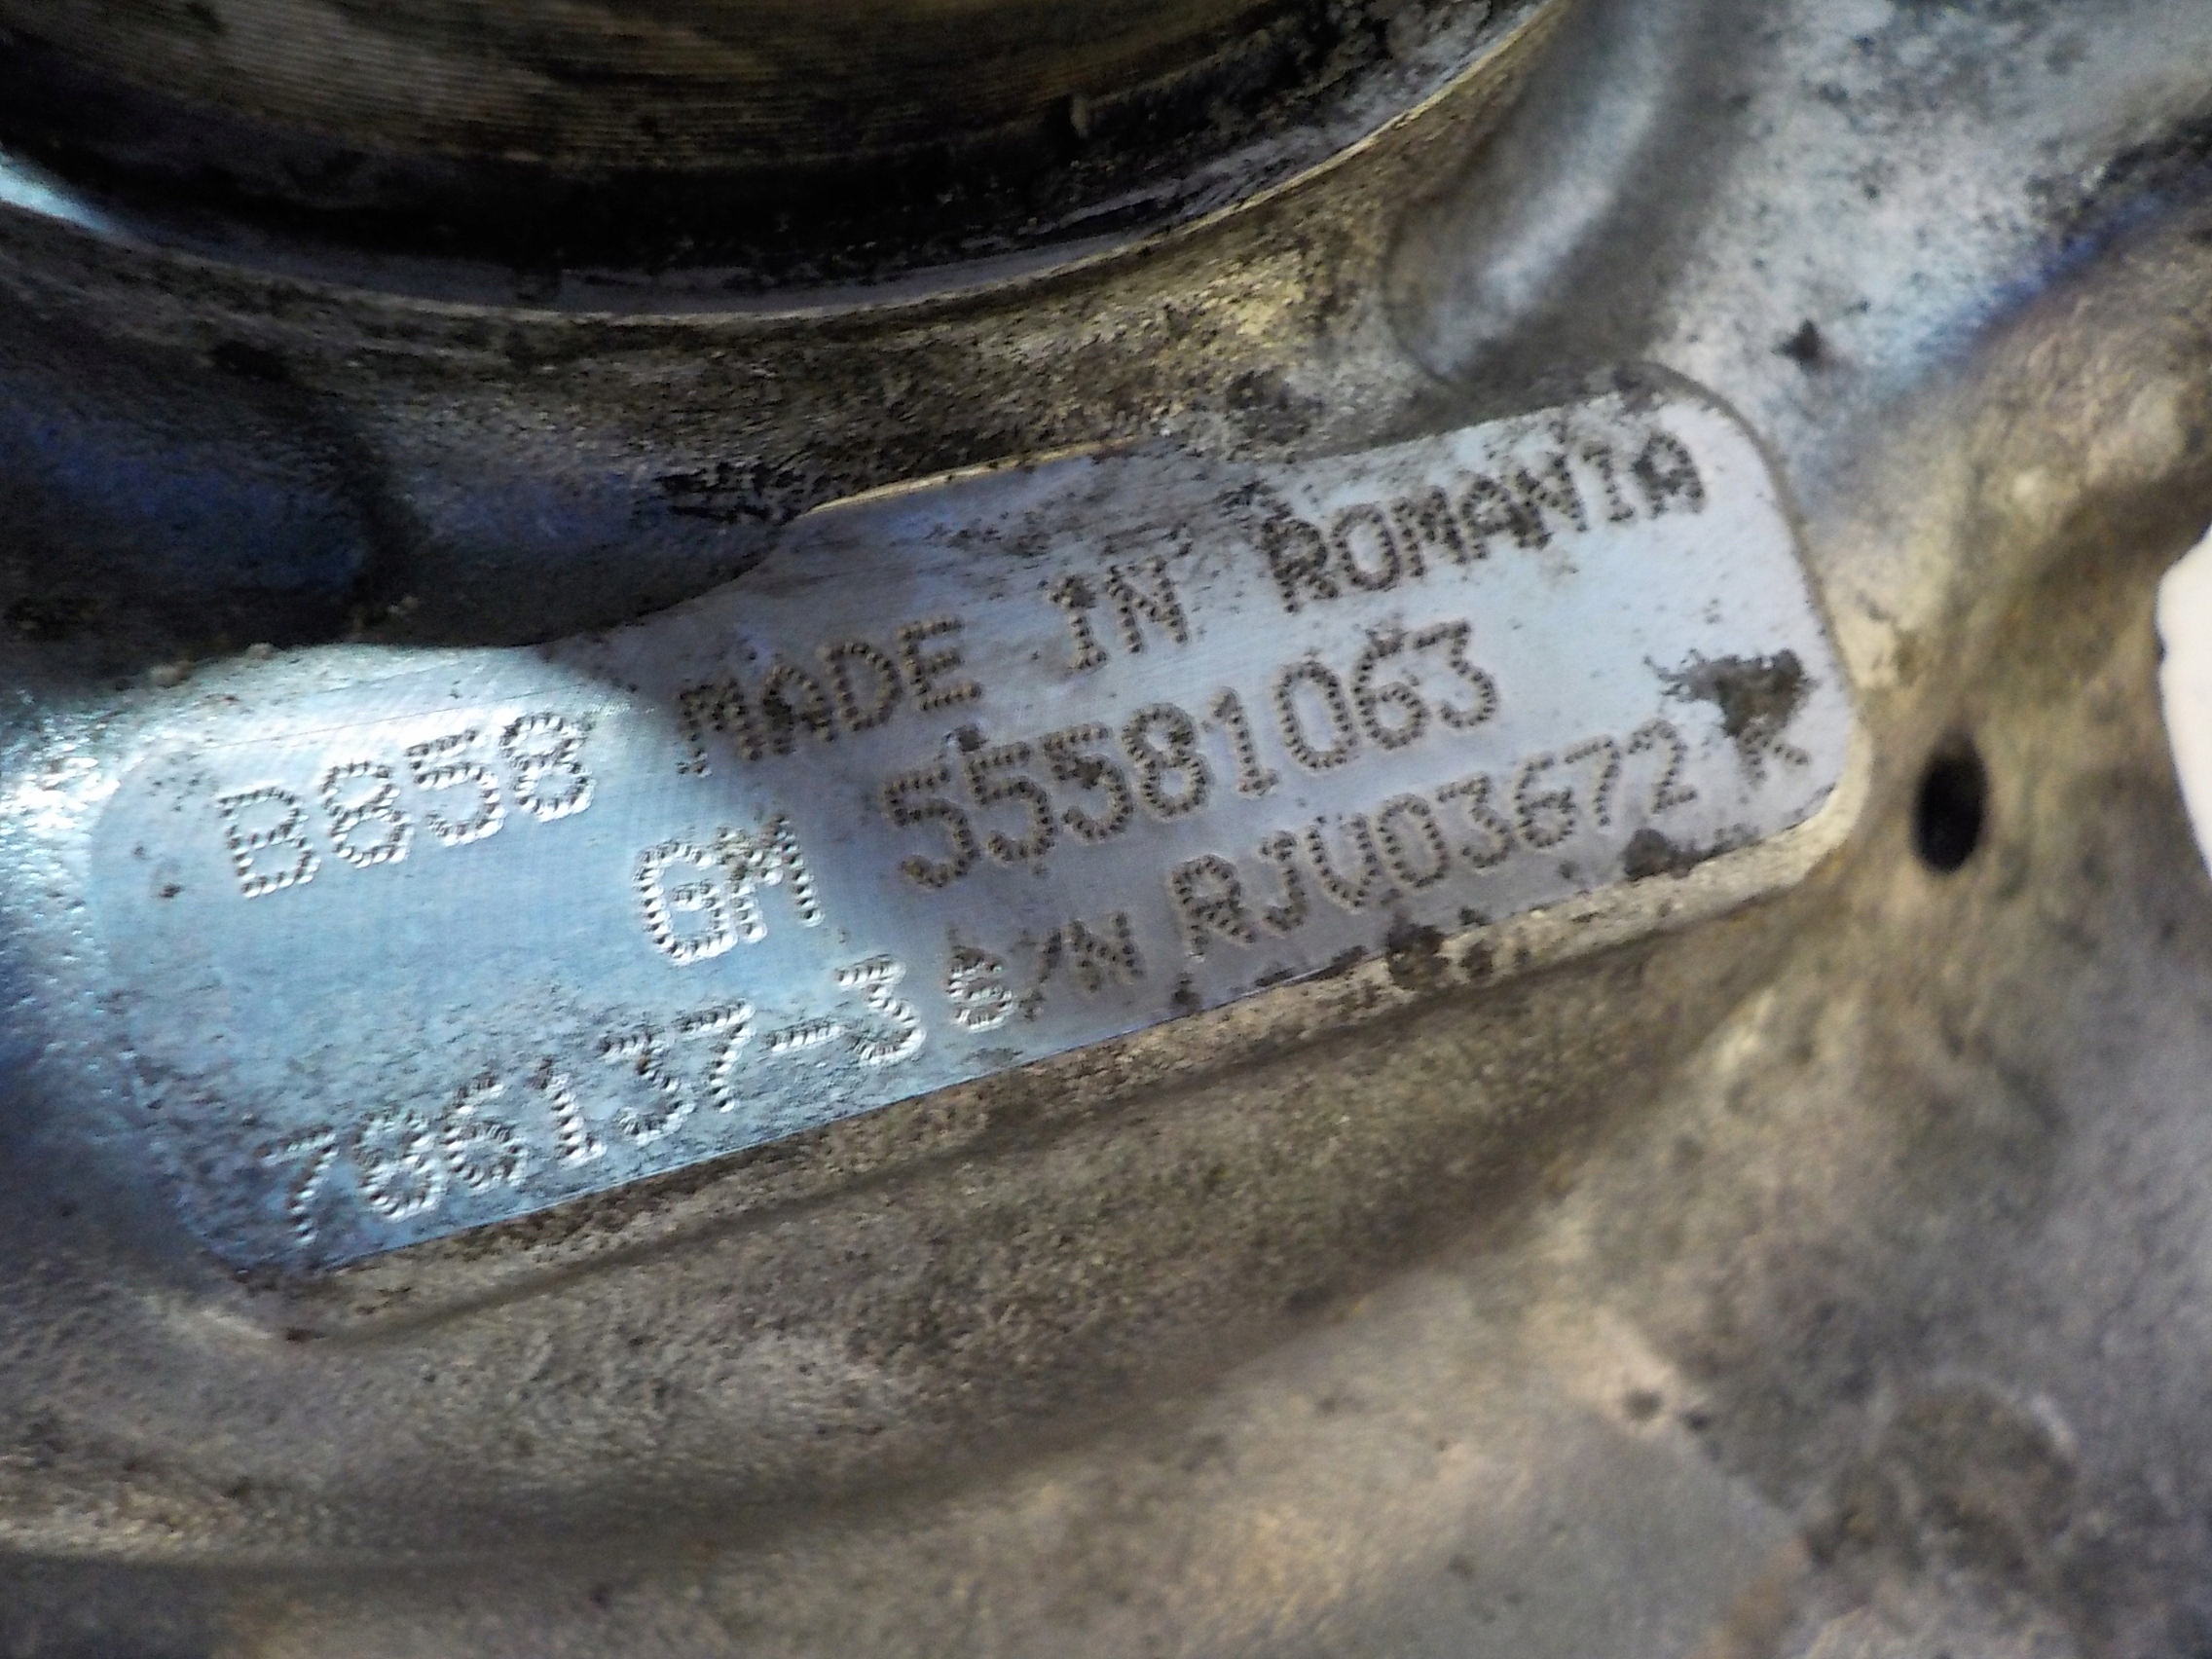 B858 MADE IN ROMANIA
GM 55581063
786137-3 S/N RJU03672 K